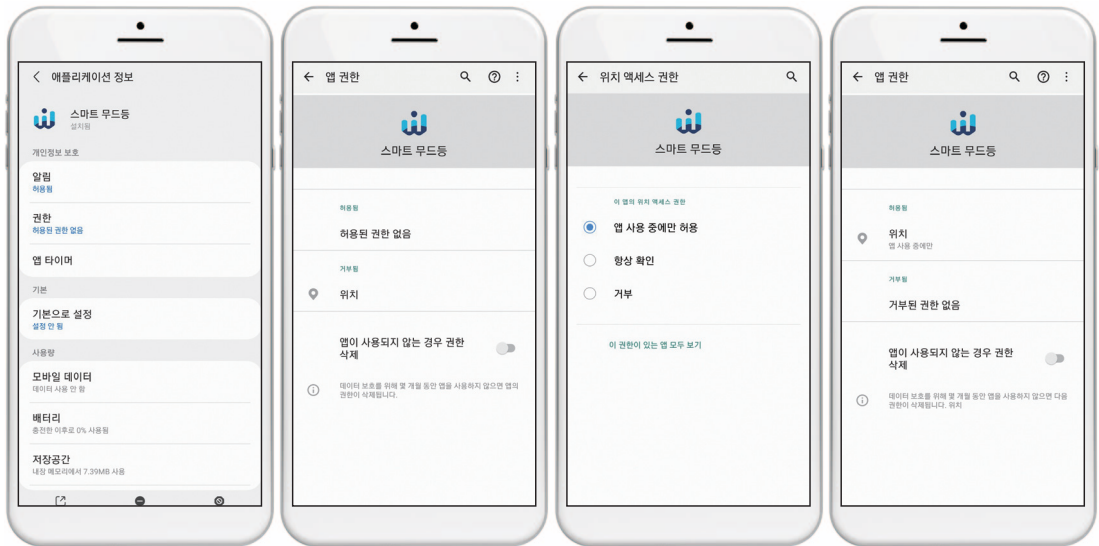 애플리케이션 정보
스마트 무드등
설치됨
개인정보 보호
알림
허용됨
권한
허용된 권한 없음
앱 타이머
기본
기본으로 설정
설정 안 됨
사용량
모바일 데이터
데이터 사용 안 함
배터리
충전한 이후로 0% 사용됨
저장공간
내장 메모리에서 7.39MB 사용
앱 권한
스마트 무드등
허용됨
허용된 권한 없음
거부됨
위치
앱이 사용되지 않는 경우 권한
삭제
데이터 보호를 위해 몇 개월 동안 앱을 사용하지 않으면 앱의
권한이 삭제됩니다.
위치 액세스 권한
스마트 무드등
이 앱의 위치 액세스 권한
앱 사용 중에만 허용
항상 확인
거부
이 권한이 있는 앱 모두 보기
앱 권한
스마트 무드등
허용됨
위치
앱 사용 중에만
거부됨
거부된 권한 없음
앱이 사용되지 않는 경우 권한
삭제
데이터 보호를 위해 몇 개월 동안 앱을 사용하지 않으면 다음
권한이 삭제됩니다. 위치